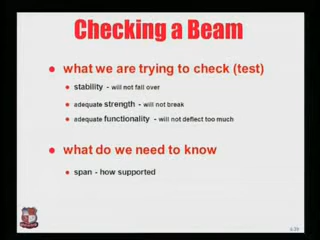 Checking a Beam
• what we are trying to check (test)
• stability - will not fall over
• adequate strength - will not break
• adequate functionality - will not deflect too much
• what do we need to know
• span - how supported